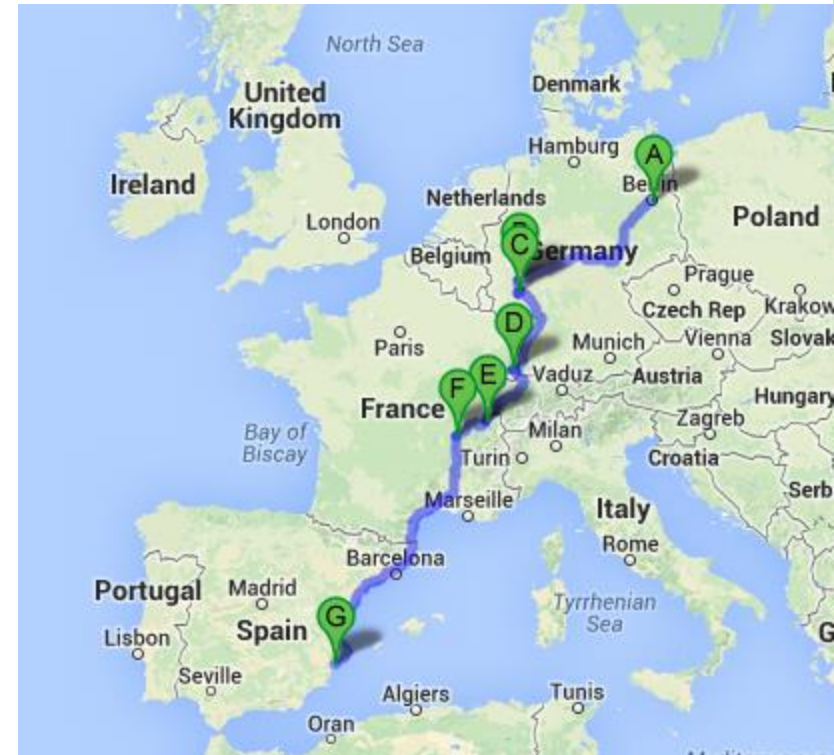 North Sea
Denmark
United
Kingdom
Hamburg
A
Ireland
Berlin
Netherlands
Poland
London
Belgium
C
Germany
Prague
Czech Rep
Krakow
D
Paris
Munich
Vienna
Slovak
Vaduz
Austria
E
F
France
Hungary
Zagreb
Milan
Bay of
Biscay
Turin
Croatia
Serb
Marseille
Italy
Rome
Barcelona
Portugal
Madrid
Tyrrhenian
Sea
G
Spain
Lisbon
G
Seville
Algiers
Tunis
Oran